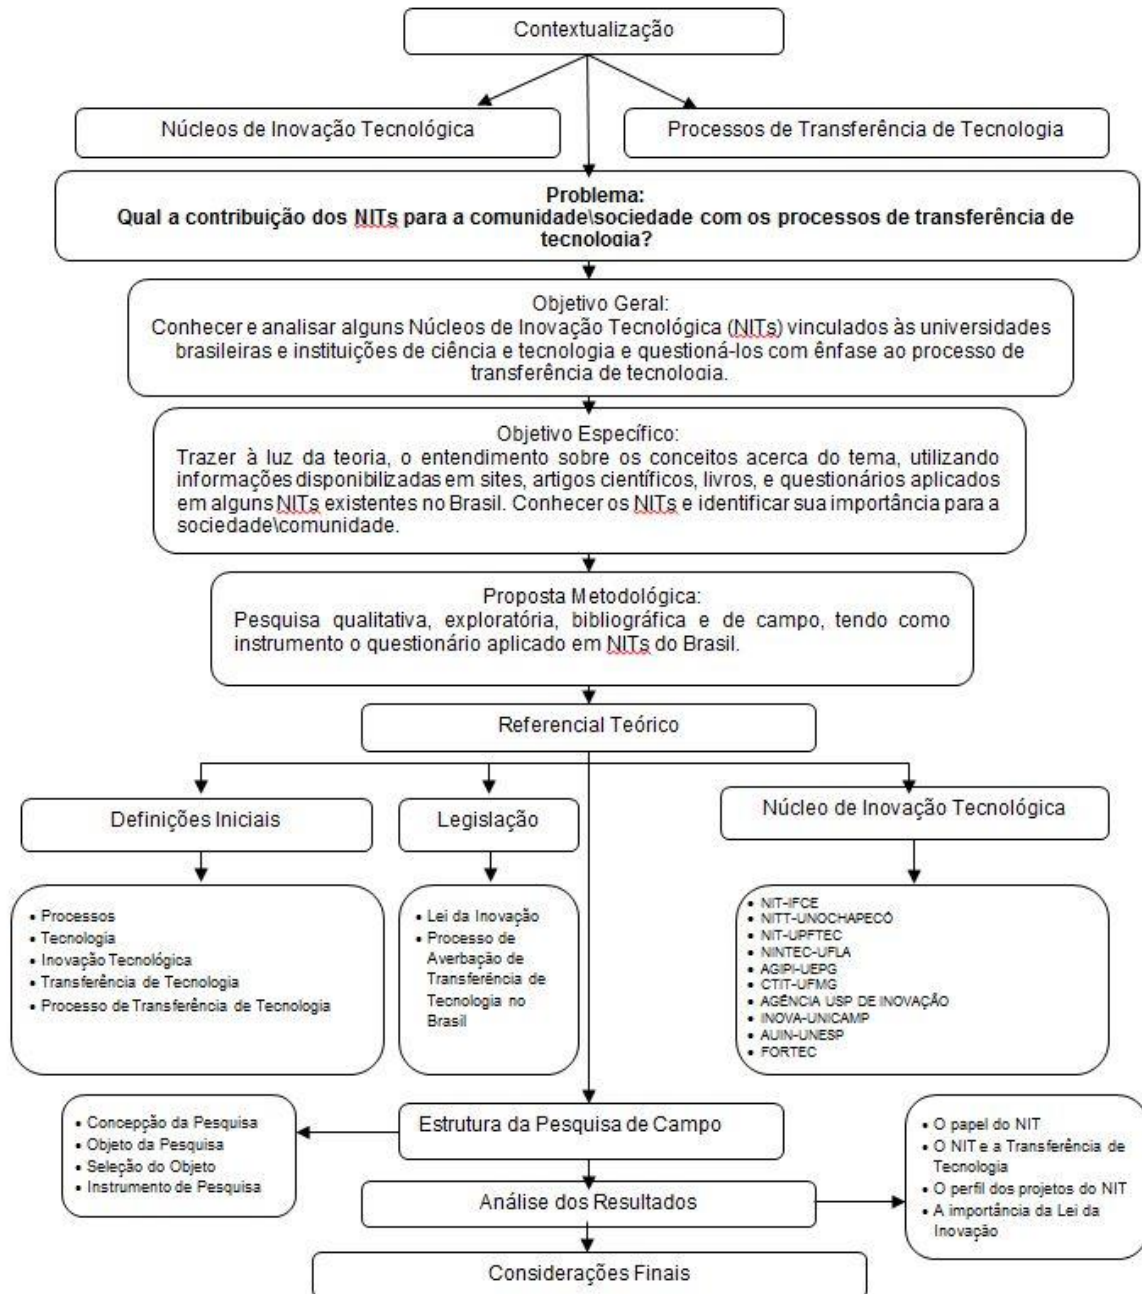 Contextualização
Núcleos de Inovação Tecnológica
Processos de Transferência de Tecnologia
Problema:
Qual a contribuição dos NITs para a comunidade\sociedade com os processos de transferência de
tecnologia?
Objetivo Geral:
Conhecer e analisar alguns Núcleos de Inovação Tecnológica (NITs) vinculados às universidades
brasileiras e instituições de ciência e tecnologia e questioná-los com ênfase ao processo de
transferência de tecnologia.
Objetivo Específico:
Trazer à luz da teoria, o entendimento sobre os conceitos acerca do tema, utilizando
informações disponibilizadas em sites, artigos científicos, livros, e questionários aplicados
em alguns NITs existentes no Brasil. Conhecer os NITs e identificar sua importância para a
sociedade\comunidade.
Proposta Metodológica:
Pesquisa qualitativa, exploratória, bibliográfica e de campo, tendo como
instrumento o questionário aplicado em NITs do Brasil.
Referencial Teórico
Definições Iniciais
Legislação
Núcleo de Inovação Tecnológica
• Processos
• Tecnologia
• Inovação Tecnológica
• Transferência de Tecnologia
• Processo de Transferência de Tecnologia
• Lei da Inovação
• Processo de
Averbação de
Transferência de
Tecnologia no
Brasil
• NIT-IFCE
• NITT-UNOCHAPECÓ
• NIT-UPFTEC
• NINTEC-UFLA
• AGIPI-UEPG
• CTIT-UFMG
• AGÊNCIA USP DE INOVAÇÃO
• INOVA-UNICAMP
• AUIN-UNESP
• FORTEC
Estrutura da Pesquisa de Campo
• Concepção da Pesquisa
• Objeto da Pesquisa
• Seleção do Objeto
• Instrumento de Pesquisa
Análise dos Resultados
• O papel do NIT
• O NIT e a Transferência de
Tecnologia
• O perfil dos projetos do NIT
• A importância da Lei da
Inovação
Considerações Finais